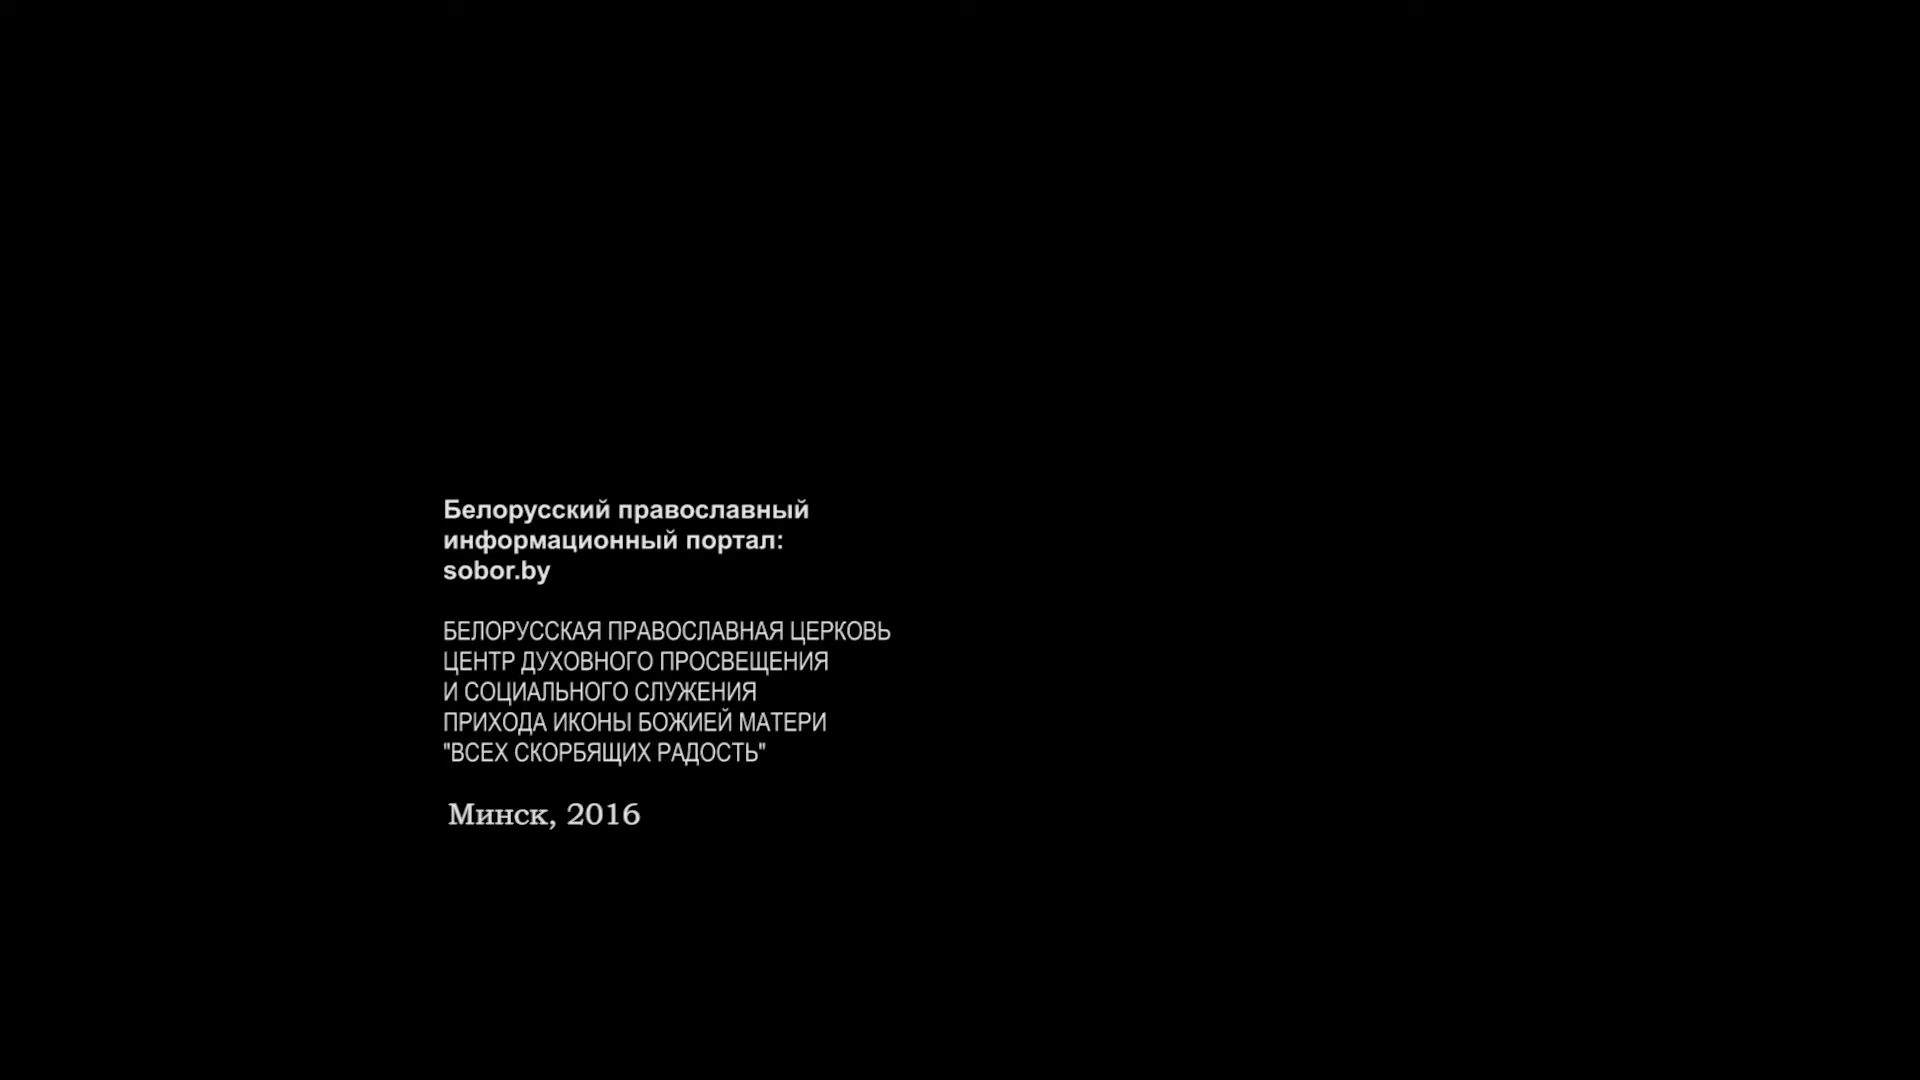 Белорусский православный
информационный портал:
sobor.by
БЕЛОРУССКАЯ ПРАВОСЛАВНАЯ ЦЕРКОВЬ
ЦЕНТР ДУХОВНОГО ПРОСВЕЩЕНИЯ
И СОЦИАЛЬНОГО СЛУЖЕНИЯ
ПРИХОДА ИКОНЫ БОЖИЕЙ МАТЕРИ
"ВСЕХ СКОРБЯЩИХ РАДОСТЬ"
Минск, 2016